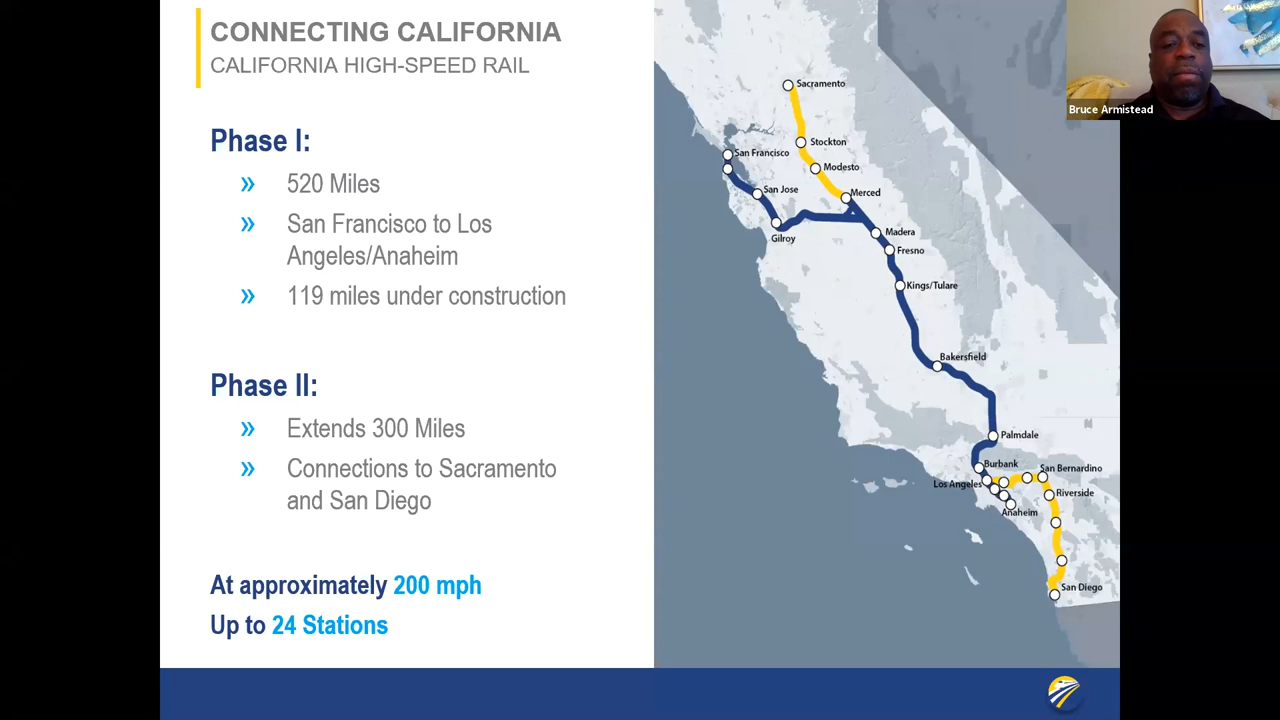 CONNECTING CALIFORNIA
CALIFORNIA HIGH-SPEED RAIL
Phase I:
» 520 Miles
» San Francisco to Los
Angeles/Anaheim
» 119 miles under construction
Phase II:
» Extends 300 Miles
» Connections to Sacramento
and San Diego
At approximately 200 mph
Up to 24 Stations
Sacramento
Stockton
San Francisco
Modesto
San Jose
Merced
Gilroy
Madera
Fresno
Kings/Tulare
Bakersfield
N
Palmdale
Burbank
San Bernardino
Los Angeles
Riverside
Anaheim
San Diego
Bruce Armistead